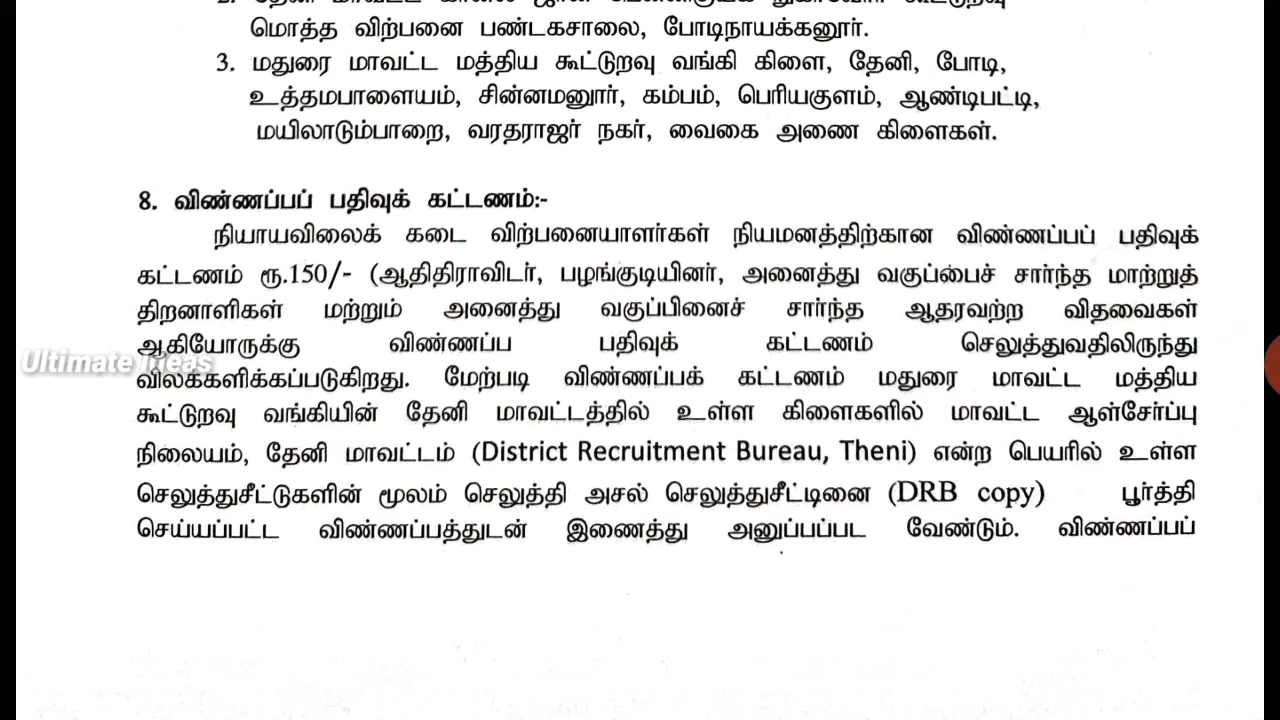 மொத்த விற்பனை பண்டகசாலை, போடிநாயக்கனூர்.
3. மதுரை மாவட்ட மத்திய கூட்டுறவு வங்கி கிளை, தேனி, போடி,
உத்தமபாளையம், சின்னமனூர், கம்பம், பெரியகுளம், ஆண்டிபட்டி,
மயிலாடும்பாறை, வரதராஜர் நகர், வைகை அணை கிளைகள்.
8. விண்ணப்பப் பதிவுக் கட்டணம்:-
நியாயவிலைக் கடை விற்பனையாளர்கள் நியமனத்திற்கான விண்ணப்பப் பதிவுக்
கட்டணம் ரூ.150/- (ஆதிதிராவிடர், பழங்குடியினர், அனைத்து வகுப்பைச் சார்ந்த மாற்றுத்
திறனாளிகள் மற்றும் அனைத்து வகுப்பினைச் சார்ந்த ஆதரவற்ற விதவைகள்
ஆகியோருக்கு விண்ணப்ப பதிவுக் கட்டணம் செலுத்துவதிலிருந்து
Ultimate Ideas
விலக்களிக்கப்படுகிறது. மேற்படி விண்ணப்பக் கட்டணம் மதுரை மாவட்ட மத்திய
கூட்டுறவு வங்கியின் தேனி மாவட்டத்தில் உள்ள கிளைகளில் மாவட்ட ஆள்சேர்ப்பு
நிலையம், தேனி மாவட்டம் (District Recruitment Bureau, Theni) என்ற பெயரில் உள்ள
செலுத்துசீட்டுகளின் மூலம் செலுத்தி அசல் செலுத்துசீட்டினை (DRB copy) பூர்த்தி
செய்யப்பட்ட விண்ணப்பத்துடன் இணைத்து அனுப்பப்பட வேண்டும். விண்ணப்பப்